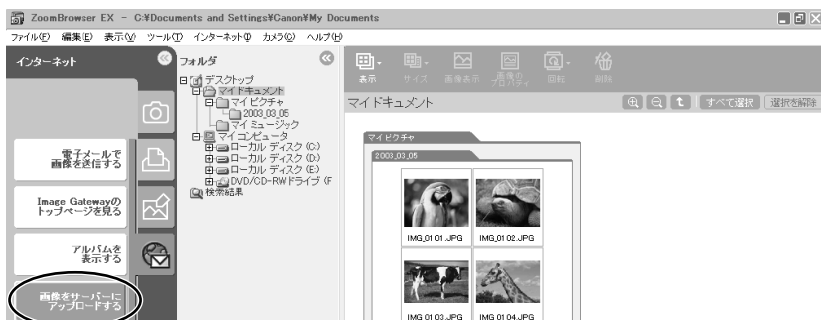 ZoomBrowser EX - C:¥Documents and Settings¥Canon¥My Documents
ファイル(F) 編集(E) 表示(V) ツール(T) インターネット(I) カメラ(C) ヘルプ(H)
インターネット
電子メールで
画像を送信する
Image Gatewayの
トップページを見る
アルバムを
表示する
画像をサーバーに
アップロードする
フォルダ
デスクトップ
マイドキュメント
マイピクチャ
2003_03_05
マイミュージック
マイコンピュータ
ローカル ディスク (C)
ローカル ディスク (D)
ローカル ディスク (E)
DVD/CD-RWドライブ (F
検索結果
表示 サイズ 画像表示 画像の
プロパティ 回転 削除
マイドキュメント すべて選択 選択を解除
マイピクチャ
2003_03_05
IMG_0101.JPG IMG_0102.JPG
IMG_0103.JPG IMG_0104.JPG